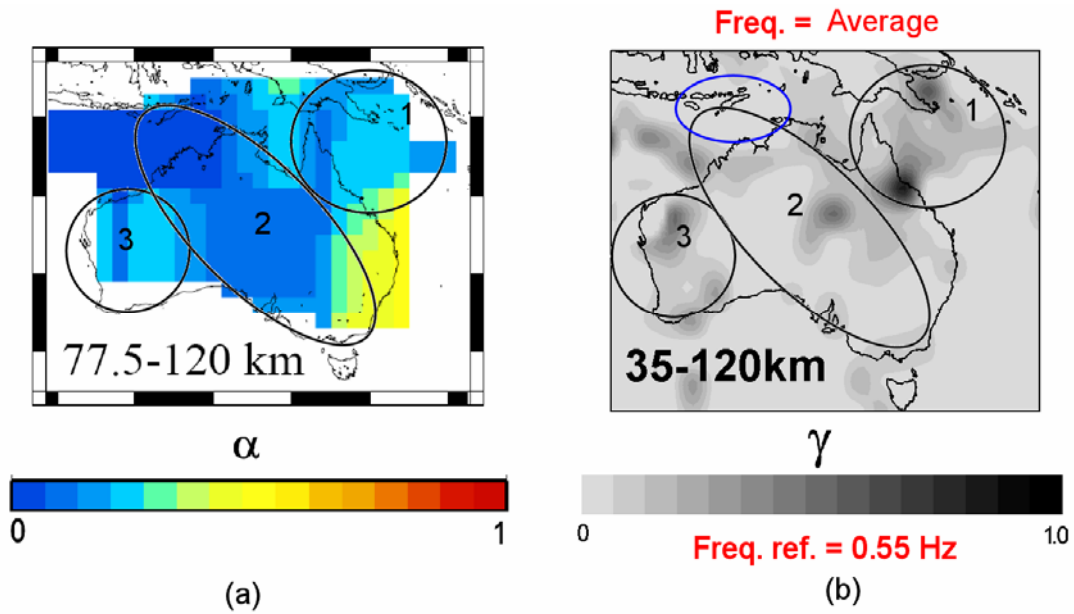 Freq. = Average
1
2
3
77.5-120 km
α
0 1
(a)
1
2
3
35-120km
γ
0 1.0
Freq. ref. = 0.55 Hz
(b)